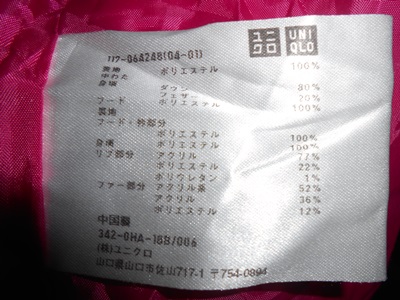 ユニクロ UNIQLO
117-06A248(04-01)
表地 ポリエステル 100%
中わた
身頃 ダウン 80%
フェザー 20%
フード ポリエステル 100%
裏地
フード・衿部分
ポリエステル 100%
身頃 ポリエステル 100%
リブ部分 アクリル 77%
ポリエステル 22%
ポリウレタン 1%
ファー部分 アクリル系 52%
アクリル 36%
ポリエステル 12%
中国製
342-0HA-18B/006
(株)ユニクロ
山口県山口市佐山717-1 〒754-0894